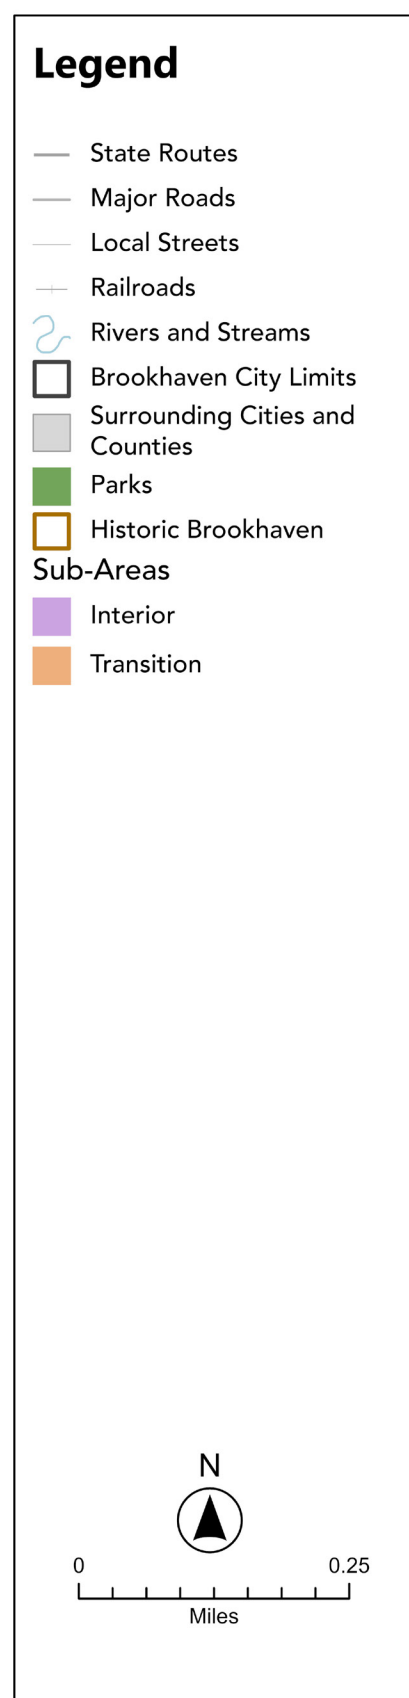 Legend
State Routes
Major Roads
Local Streets
Railroads
Rivers and Streams
Brookhaven City Limits
Surrounding Cities and
Counties
Parks
Historic Brookhaven
Sub-Areas
Interior
Transition
N
0 0.25
Miles